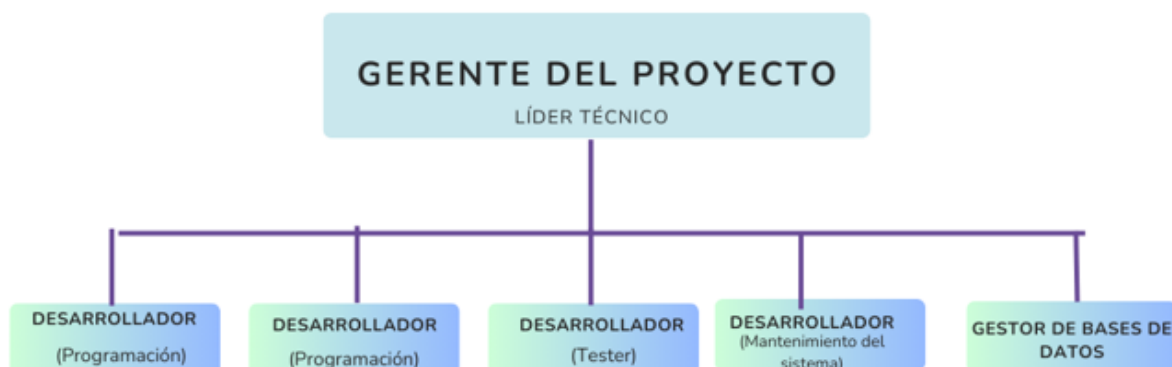 GERENTE DEL PROYECTO
LÍDER TÉCNICO
DESARROLLADOR
(Programación)
DESARROLLADOR
(Programación)
DESARROLLADOR
(Tester)
DESARROLLADOR
(Mantenimiento del
sistema)
GESTOR DE BASES DE
DATOS